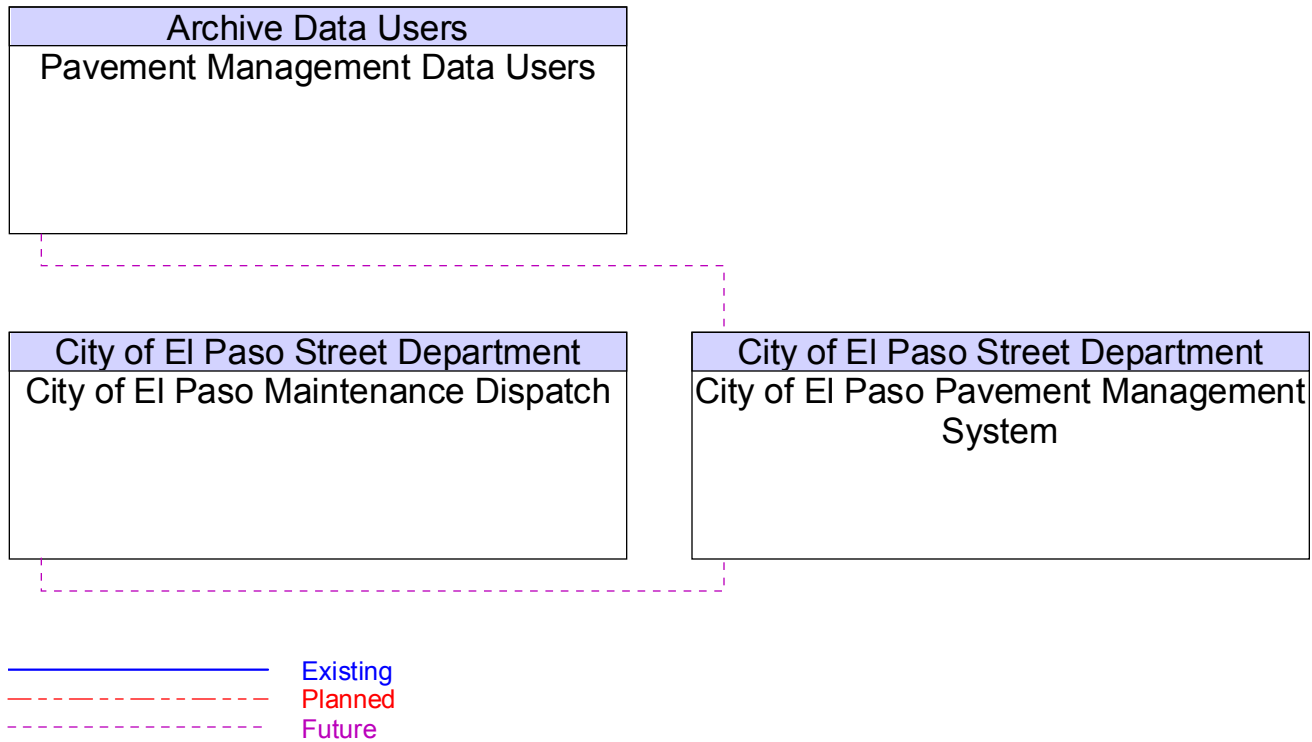 Archive Data Users
Pavement Management Data Users
City of El Paso Street Department
City of El Paso Maintenance Dispatch
City of El Paso Street Department
City of El Paso Pavement Management
System
Existing
Planned
Future